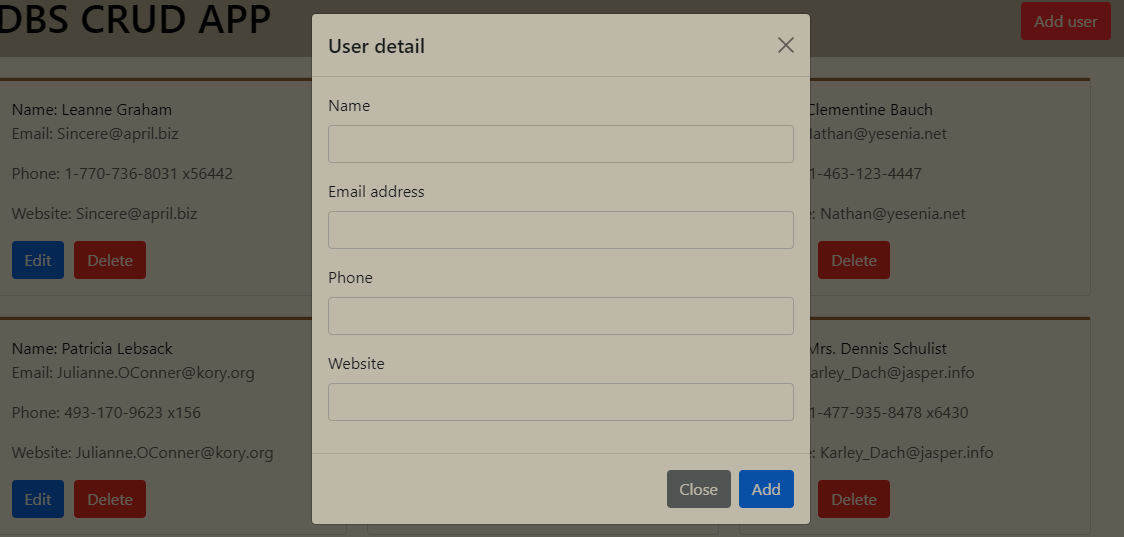 DBS CRUD APP
Add user
User detail
Name
Email address
Phone
Website
Close
Add
Name: Leanne Graham
Email: Sincere@april.biz
Phone: 1-770-736-8031 x56442
Website: Sincere@april.biz
Edit
Delete
Clementine Bauch
Nathan@yesenia.net
1-463-123-4447
: Nathan@yesenia.net
Delete
Name: Patricia Lebsack
Email: Julianne.OConner@kory.org
Phone: 493-170-9623 x156
Website: Julianne.OConner@kory.org
Edit
Delete
Mrs. Dennis Schulist
Karley_Dach@jasper.info
1-477-935-8478 x6430
: Karley_Dach@jasper.info
Delete